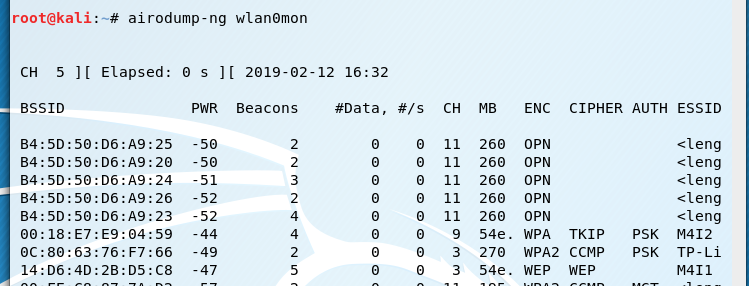 root@kali:~# airodump-ng wlan0mon
CH  5 ][ Elapsed: 0 s ][ 2019-02-12 16:32
BSSID              PWR  Beacons    #Data, #/s  CH  MB   ENC  CIPHER AUTH ESSID
B4:5D:50:D6:A9:25  -50        2        0    0  11  260  OPN              <leng
B4:5D:50:D6:A9:20  -50        2        0    0  11  260  OPN              <leng
B4:5D:50:D6:A9:24  -51        3        0    0  11  260  OPN              <leng
B4:5D:50:D6:A9:26  -52        2        0    0  11  260  OPN              <leng
B4:5D:50:D6:A9:23  -52        4        0    0  11  260  OPN              <leng
00:18:E7:E9:04:59  -44        4        0    0   9  54e. WPA  TKIP   PSK  M4I2
0C:80:63:76:F7:66  -49        2        0    0   3  270  WPA2 CCMP   PSK  TP-Li
14:D6:4D:2B:D5:C8  -47        5        0    0   3  54e. WEP  WEP         M4I1